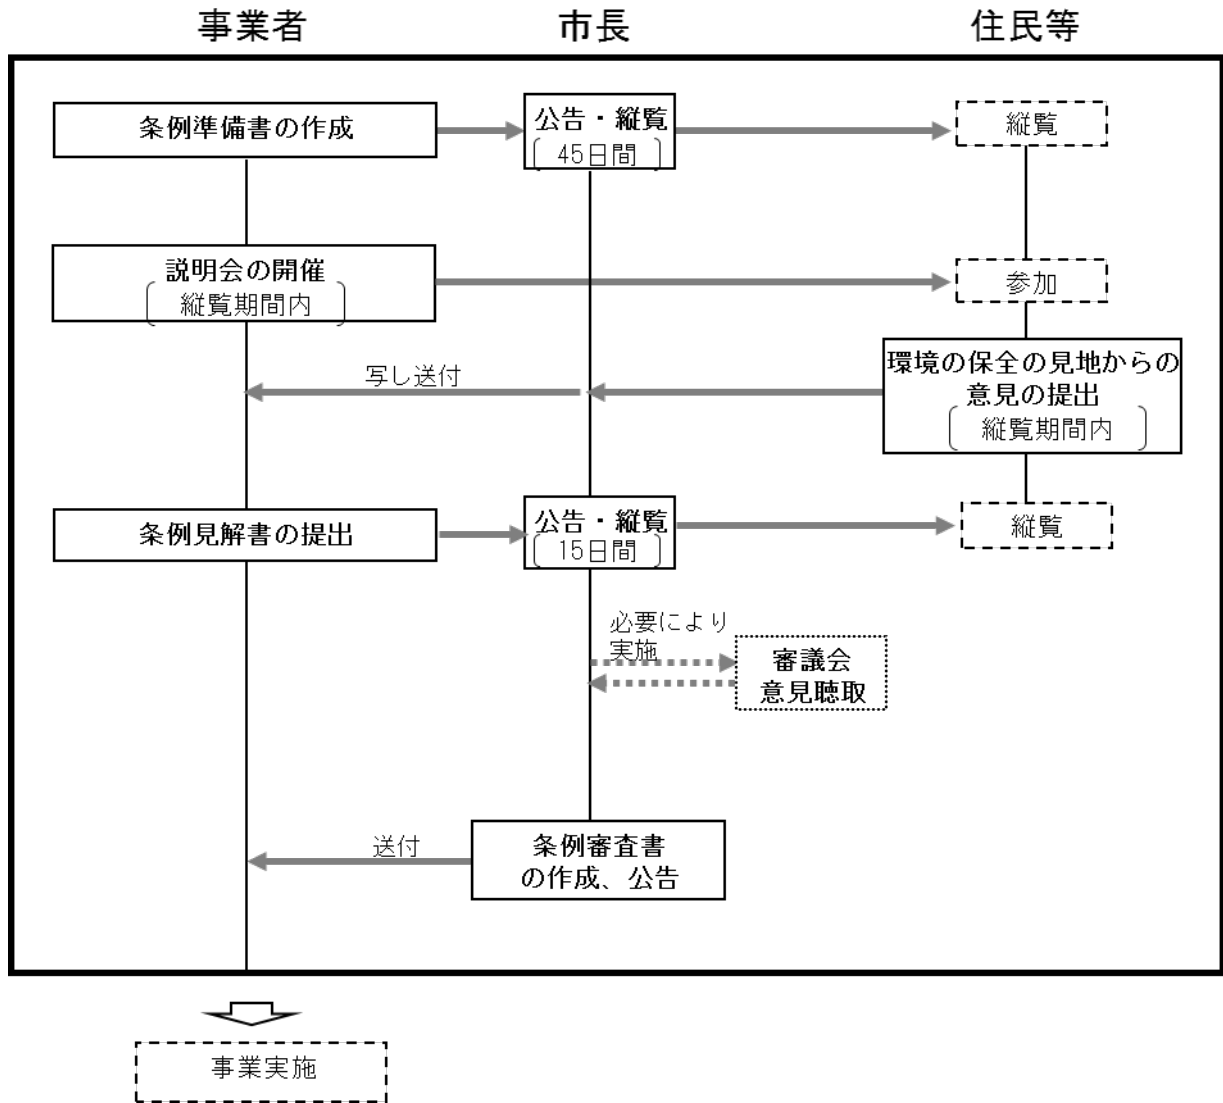 事業者
市長
住民等
条例準備書の作成
公告・縦覧
45日間
縦覧
説明会の開催
縦覧期間内
参加
環境の保全の見地からの
意見の提出
縦覧期間内
写し送付
条例見解書の提出
公告・縦覧
15日間
縦覧
必要により
実施
審議会
意見聴取
条例審査書
の作成、公告
送付
事業実施